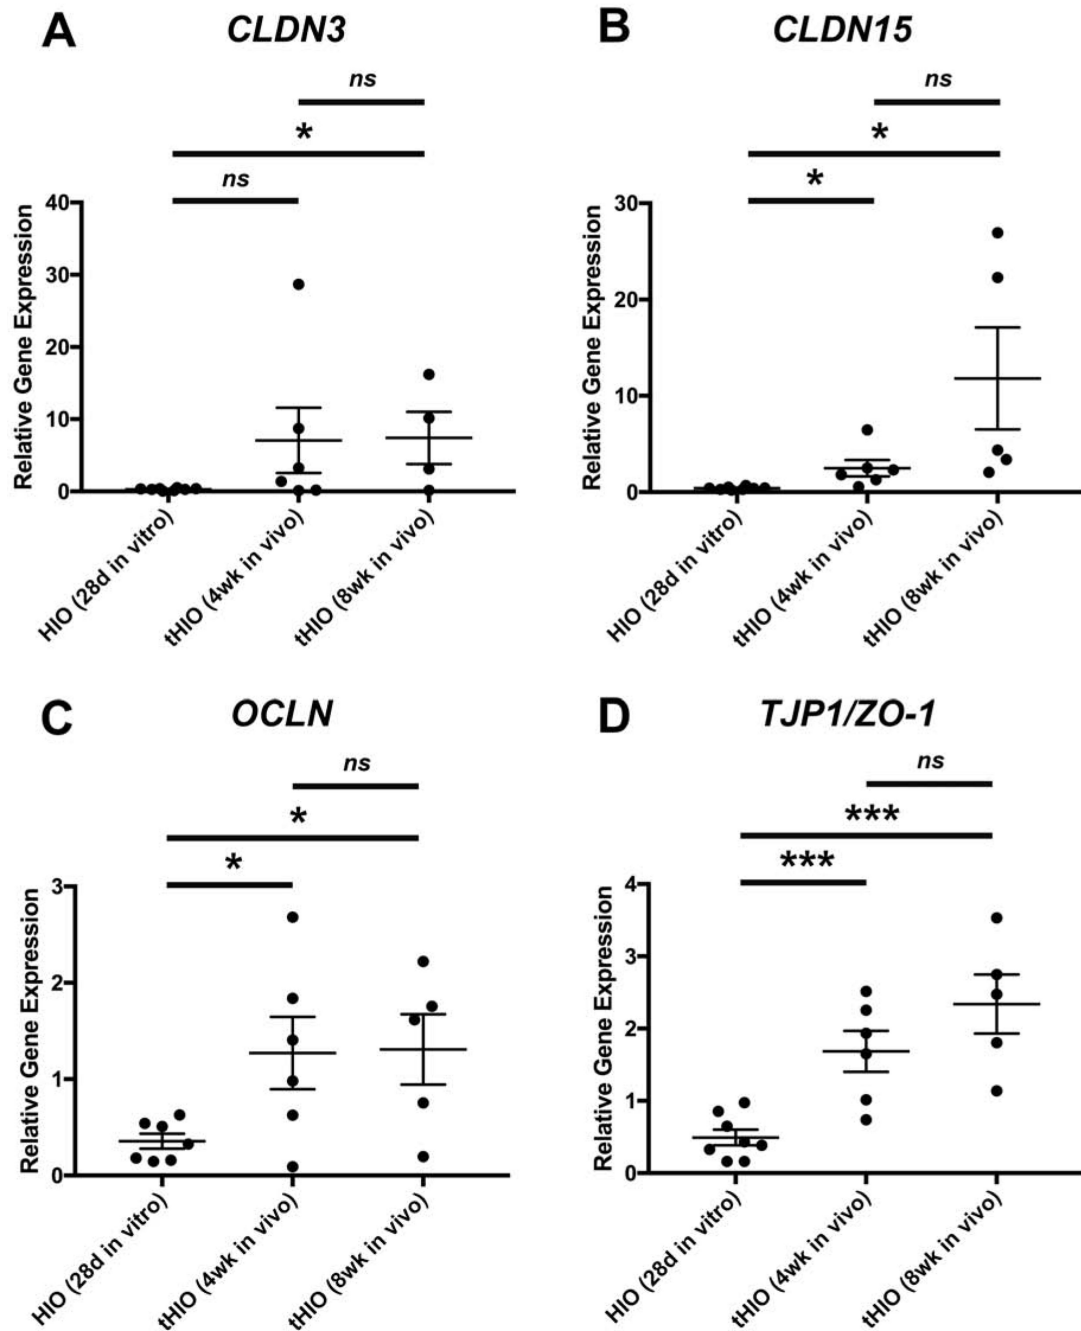 A
CLDN3
ns
*
ns
Relative Gene Expression
40
30
20
10
0
HIO (28d in vitro)
tHIO (4wk in vivo)
tHIO (8wk in vivo)
B
CLDN15
ns
*
*
Relative Gene Expression
30
20
10
0
HIO (28d in vitro)
tHIO (4wk in vivo)
tHIO (8wk in vivo)
C
OCLN
ns
*
*
Relative Gene Expression
3
2
1
0
HIO (28d in vitro)
tHIO (4wk in vivo)
tHIO (8wk in vivo)
D
TJP1/ZO-1
ns
***
***
Relative Gene Expression
4
3
2
1
0
HIO (28d in vitro)
tHIO (4wk in vivo)
tHIO (8wk in vivo)